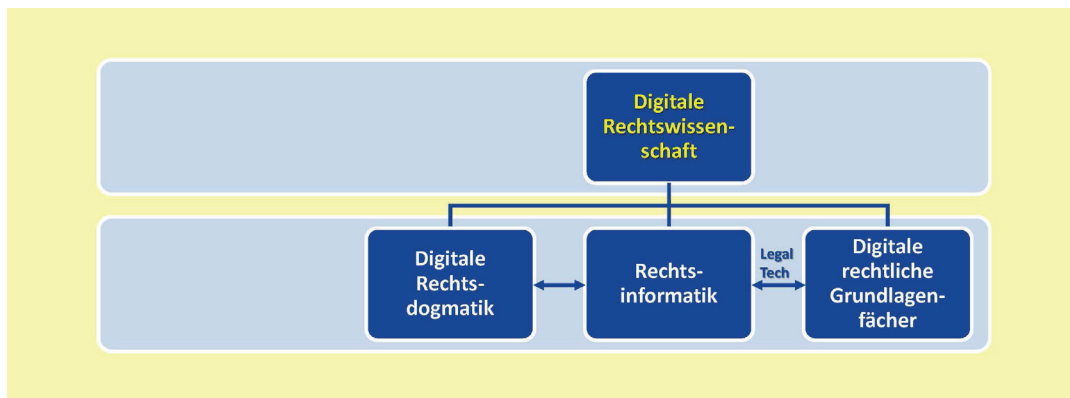 Digitale
Rechtswissen-
schaft
Digitale
Rechts-
dogmatik
Rechts-
informatik
Legal
Tech
Digitale
rechtliche
Grundlagen-
fächer